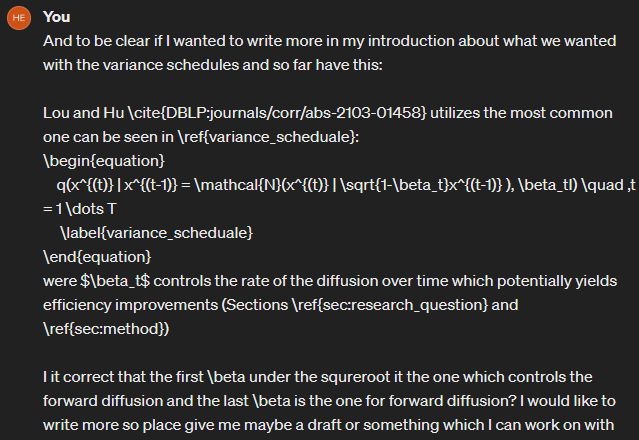 HE You
And to be clear if I wanted to write more in my introduction about what we wanted
with the variance schedules and so far have this:
Lou and Hu \cite{DBLP:journals/corr/abs-2103-01458} utilizes the most common
one can be seen in \ref{variance_scheduale}:
\begin{equation}
q(x^{(t)} | x^{(t-1)} = \mathcal{N}(x^{(t)} | \sqrt{1-\beta_t}x^{(t-1)} ), \beta_tI) \quad ,t
= 1 \dots T
\label{variance_scheduale}
\end{equation}
were $\beta_t$ controls the rate of the diffusion over time which potentially yields
efficiency improvements (Sections \ref{sec:research_question} and
\ref{sec:method})
I it correct that the first \beta under the squreroot it the one which controls the
forward diffusion and the last \beta is the one for forward diffusion? I would like to
write more so place give me maybe a draft or something which I can work on with